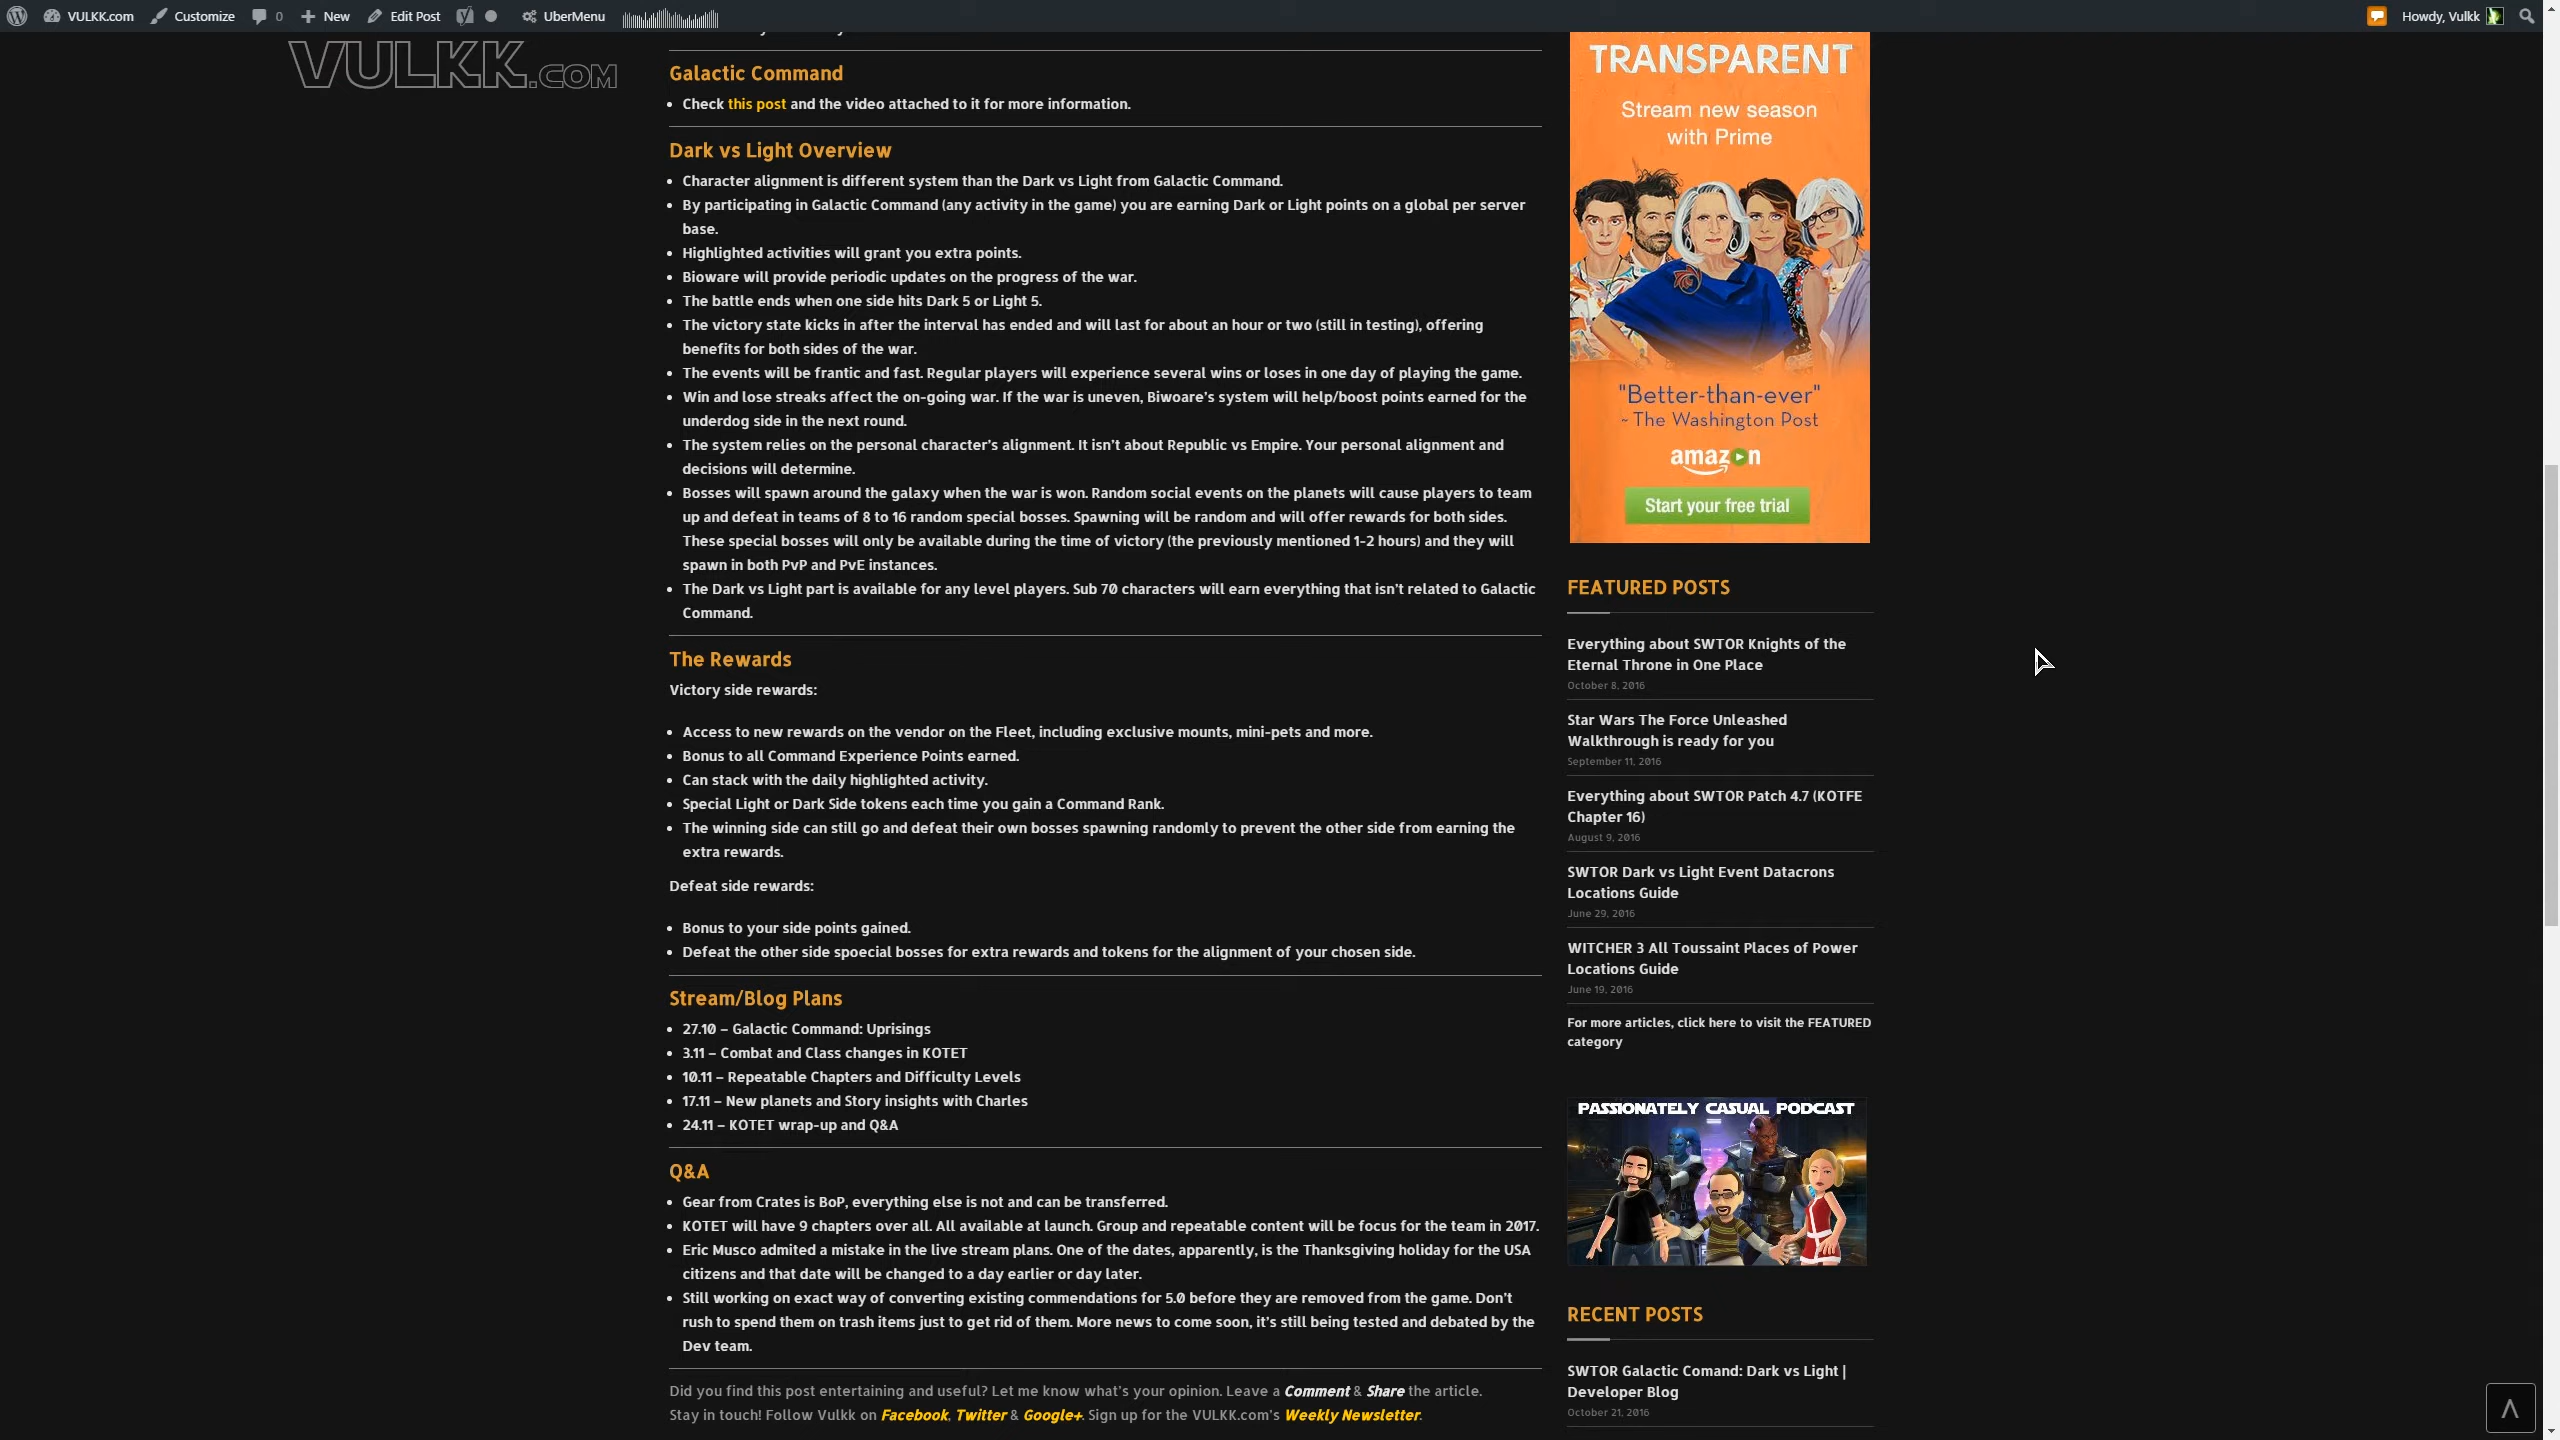 VULKK.com Customize 0 New Edit Post UberMenu Howdy, Vulkk
VULKK.COM
Galactic Command
• Check this post and the video attached to it for more information.
Dark vs Light Overview
• Character alignment is different system than the Dark vs Light from Galactic Command.
• By participating in Galactic Command (any activity in the game) you are earning Dark or Light points on a global per server
base.
• Highlighted activities will grant you extra points.
• Bioware will provide periodic updates on the progress of the war.
• The battle ends when one side hits Dark 5 or Light 5.
• The victory state kicks in after the interval has ended and will last for about an hour or two (still in testing), offering
benefits for both sides of the war.
• The events will be frantic and fast. Regular players will experience several wins or loses in one day of playing the game.
• Win and lose streaks affect the on-going war. If the war is uneven, Biwoare's system will help/boost points earned for the
underdog side in the next round.
• The system relies on the personal character's alignment. It isn't about Republic vs Empire. Your personal alignment and
decisions will determine.
• Bosses will spawn around the galaxy when the war is won. Random social events on the planets will cause players to team
up and defeat in teams of 8 to 16 random special bosses. Spawning will be random and will offer rewards for both sides.
These special bosses will only be available during the time of victory (the previously mentioned 1-2 hours) and they will
spawn in both PvP and PvE instances.
• The Dark vs Light part is available for any level players. Sub 70 characters will earn everything that isn't related to Galactic
Command.
The Rewards
Victory side rewards:
• Access to new rewards on the vendor on the Fleet, including exclusive mounts, mini-pets and more.
• Bonus to all Command Experience Points earned.
• Can stack with the daily highlighted activity.
• Special Light or Dark Side tokens each time you gain a Command Rank.
• The winning side can still go and defeat their own bosses spawning randomly to prevent the other side from earning the
extra rewards.
Defeat side rewards:
• Bonus to your side points gained.
• Defeat the other side spoecial bosses for extra rewards and tokens for the alignment of your chosen side.
Stream/Blog Plans
• 27.10 – Galactic Command: Uprisings
• 3.11 – Combat and Class changes in KOTET
• 10.11 – Repeatable Chapters and Difficulty Levels
• 17.11 – New planets and Story insights with Charles
• 24.11 – KOTET wrap-up and Q&A
Q&A
• Gear from Crates is BoP, everything else is not and can be transferred.
• KOTET will have 9 chapters over all. All available at launch. Group and repeatable content will be focus for the team in 2017.
• Eric Musco admited a mistake in the live stream plans. One of the dates, apparently, is the Thanksgiving holiday for the USA
citizens and that date will be changed to a day earlier or day later.
• Still working on exact way of converting existing commendations for 5.0 before they are removed from the game. Don't
rush to spend them on trash items just to get rid of them. More news to come soon, it's still being tested and debated by the
Dev team.
Did you find this post entertaining and useful? Let me know what's your opinion. Leave a Comment & Share the article.
Stay in touch! Follow Vulkk on Facebook, Twitter & Google+. Sign up for the VULKK.com's Weekly Newsletter.
TRANSPARENT
Stream new season
with Prime
"Better-than-ever"
~ The Washington Post
amazon
Start your free trial
FEATURED POSTS
Everything about SWTOR Knights of the
Eternal Throne in One Place
October 8, 2016
Star Wars The Force Unleashed
Walkthrough is ready for you
September 11, 2016
Everything about SWTOR Patch 4.7 (KOTFE
Chapter 16)
August 9, 2016
SWTOR Dark vs Light Event Datacrons
Locations Guide
June 29, 2016
WITCHER 3 All Toussaint Places of Power
Locations Guide
June 19, 2016
For more articles, click here to visit the FEATURED
category
PASSIONATELY CASUAL PODCAST
RECENT POSTS
SWTOR Galactic Comand: Dark vs Light |
Developer Blog
October 21, 2016